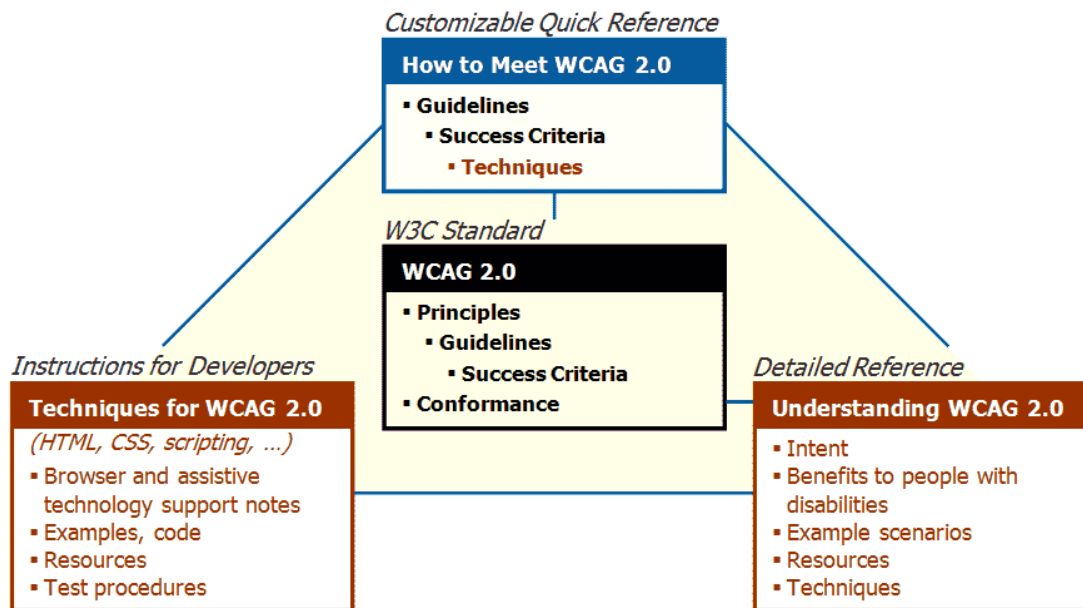 Customizable Quick Reference
How to Meet WCAG 2.0
▪ Guidelines
▪ Success Criteria
▪ Techniques
W3C Standard
WCAG 2.0
▪ Principles
▪ Guidelines
▪ Success Criteria
▪ Conformance
Instructions for Developers
Techniques for WCAG 2.0
(HTML, CSS, scripting, ...)
▪ Browser and assistive
technology support notes
▪ Examples, code
▪ Resources
▪ Test procedures
Detailed Reference
Understanding WCAG 2.0
▪ Intent
▪ Benefits to people with
disabilities
▪ Example scenarios
▪ Resources
▪ Techniques